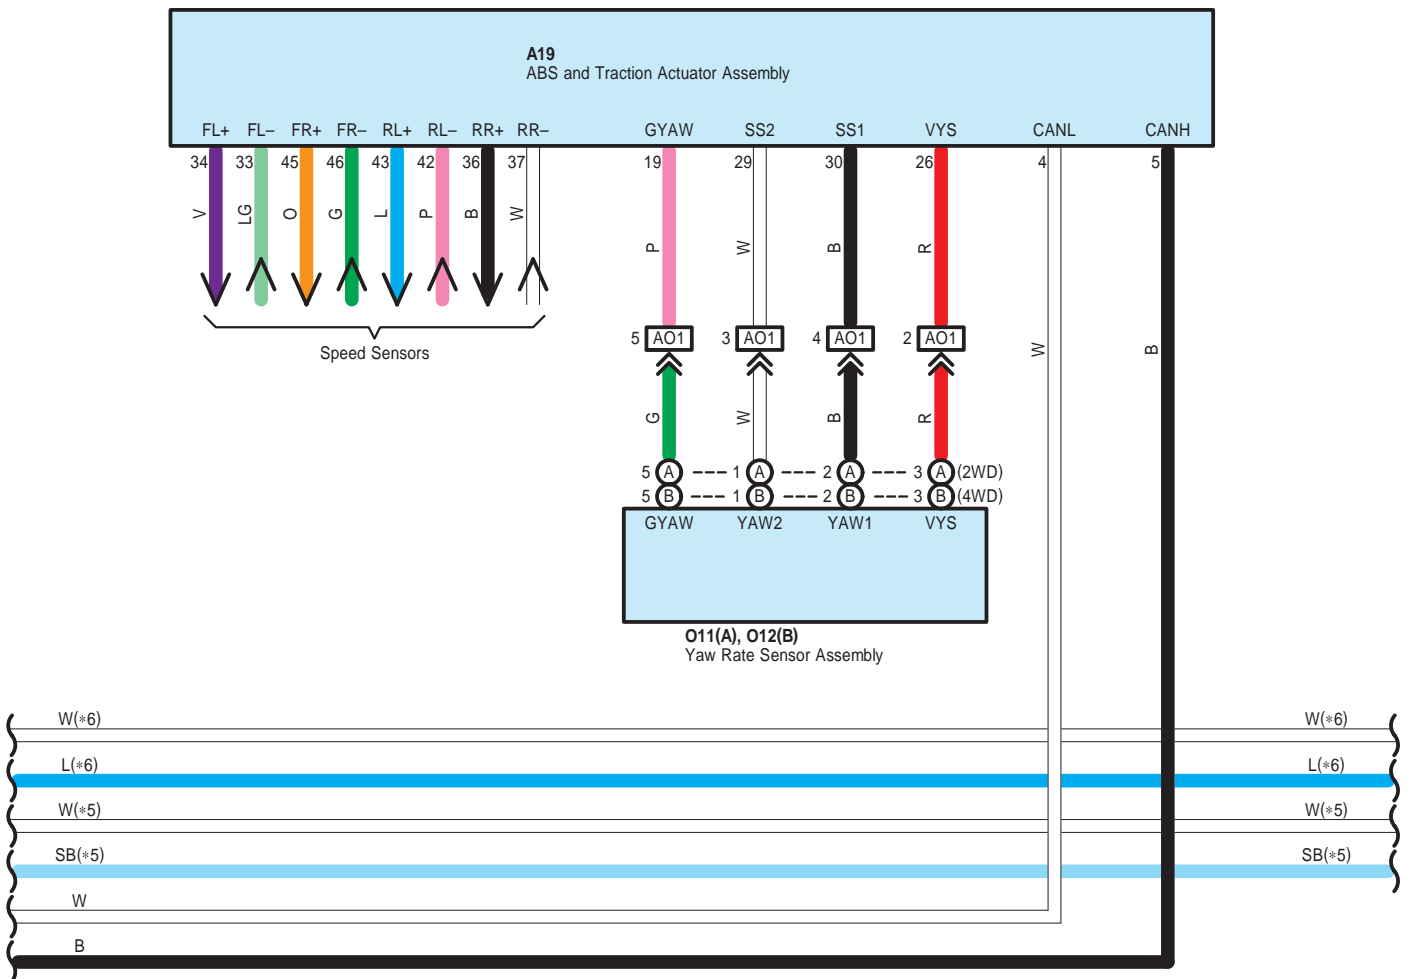 A19
ABS and Traction Actuator Assembly
FL+ FL– FR+ FR– RL+ RL– RR+ RR– GYAW SS2 SS1 VYS CANL CANH
34 33 45 46 43 42 36 37 19 29 30 26 4 5
V LG O G L P B W P W B R
Speed Sensors
5 AO1 3 AO1 4 AO1 2 AO1
W B
G W B R
5 A 1 A 2 A 3 A (2WD)
5 B 1 B 2 B 3 B (4WD)
GYAW YAW2 YAW1 VYS
O11(A), O12(B)
Yaw Rate Sensor Assembly
W(*6) W(*6)
L(*6) L(*6)
W(*5) W(*5)
SB(*5) SB(*5)
W
B